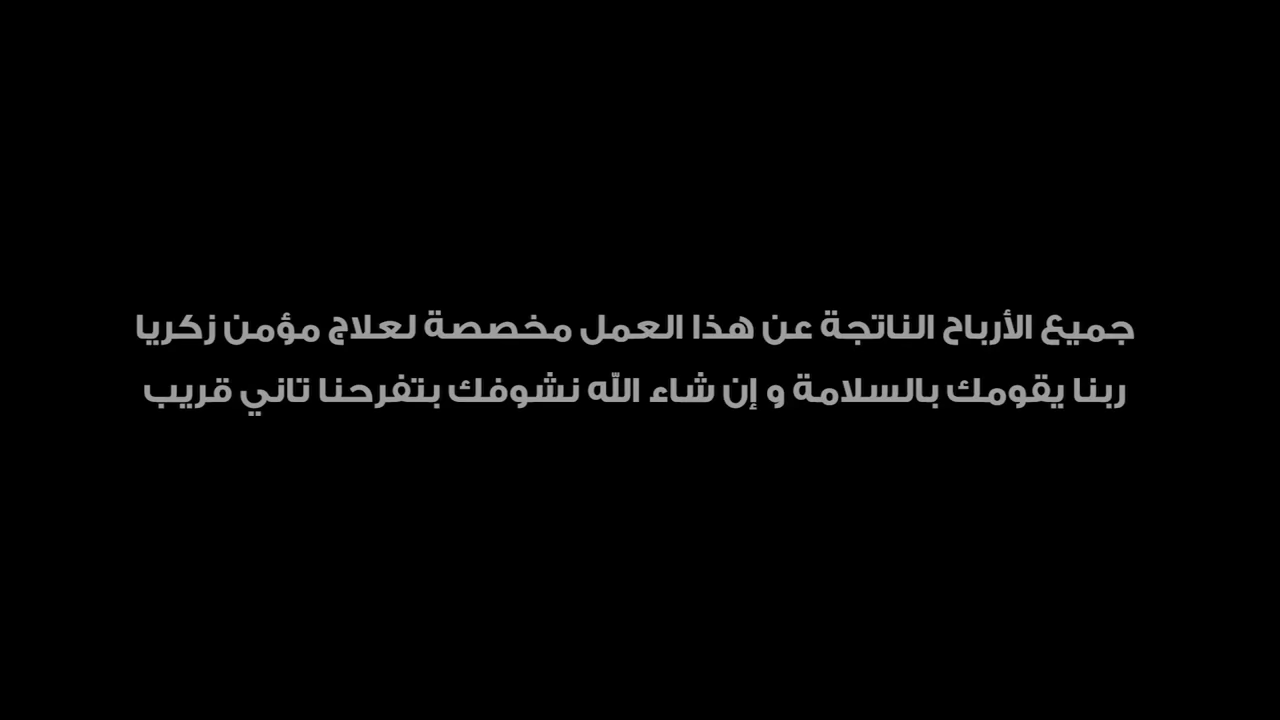 جميع الأرباح الناتجة عن هذا العمل مخصصة لعلاج مؤمن زكريا
ربنا يقومك بالسلامة و إن شاء الله نشوفك بتفرحنا تاني قريب